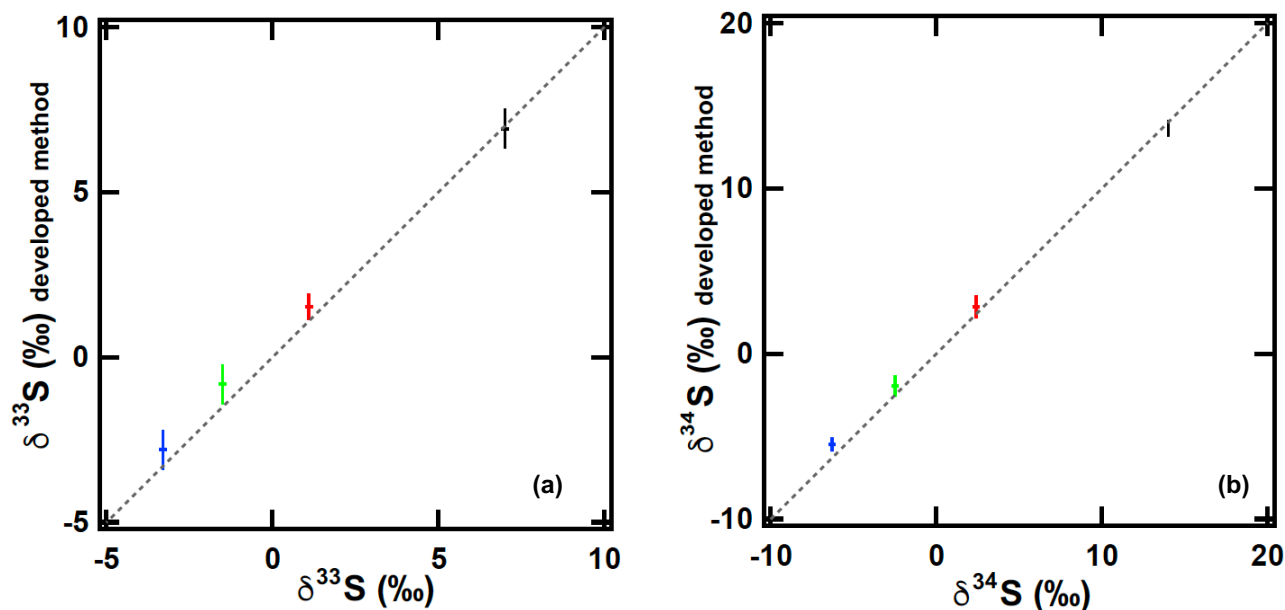 10
5
0
-5
δ³³S (‰) developed method
-5 0 5 10
δ³³S (‰)
(a)
20
10
0
-10
δ³⁴S (‰) developed method
-10 0 10 20
δ³⁴S (‰)
(b)